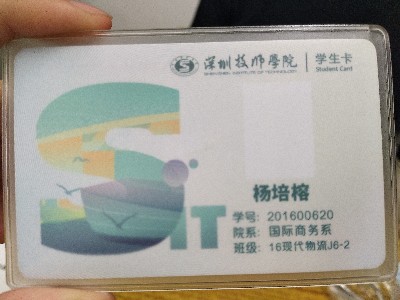 深圳技师学院 学生卡
SHENZHEN INSTITUTE OF TECHNOLOGY Student Card
SIT
杨培榕
学号: 201600620
院系: 国际商务系
班级: 16现代物流J6-2